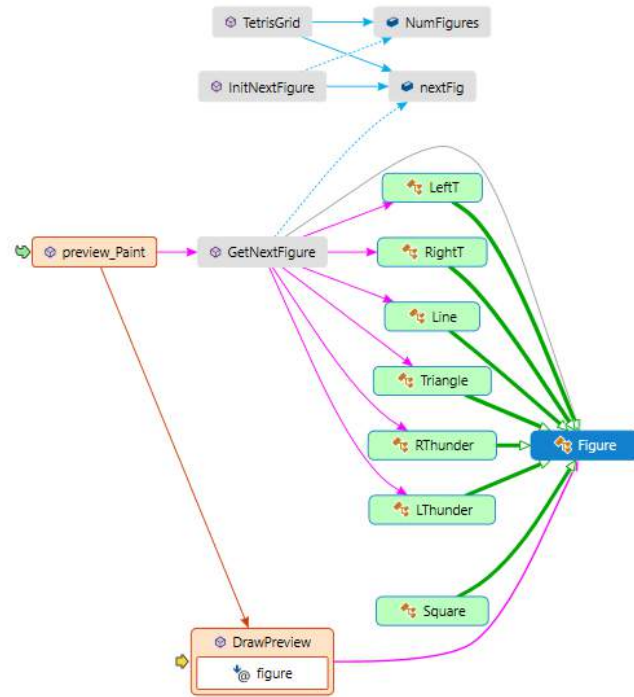 TetrisGrid
NumFigures
InitNextFigure
nextFig
LeftT
preview_Paint
GetNextFigure
RightT
Line
Triangle
RThunder
Figure
LThunder
Square
DrawPreview
@ figure